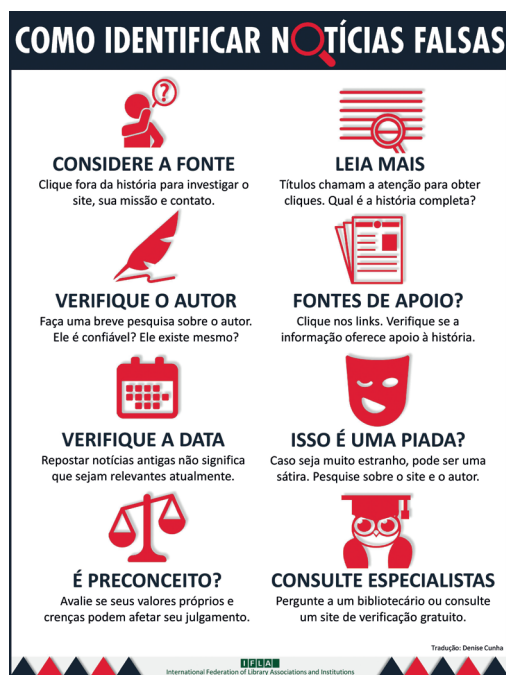 COMO IDENTIFICAR NOTÍCIAS FALSAS
CONSIDERE A FONTE
Clique fora da história para investigar o
site, sua missão e contato.
LEIA MAIS
Títulos chamam a atenção para obter
cliques. Qual é a história completa?
VERIFIQUE O AUTOR
Faça uma breve pesquisa sobre o autor.
Ele é confiável? Ele existe mesmo?
FONTES DE APOIO?
Clique nos links. Verifique se a
informação oferece apoio à história.
VERIFIQUE A DATA
Repostar notícias antigas não significa
que sejam relevantes atualmente.
ISSO É UMA PIADA?
Caso seja muito estranho, pode ser uma
sátira. Pesquise sobre o site e o autor.
É PRECONCEITO?
Avalie se seus valores próprios e
crenças podem afetar seu julgamento.
CONSULTE ESPECIALISTAS
Pergunte a um bibliotecário ou consulte
um site de verificação gratuito.
Tradução: Denise Cunha
IFLA
International Federation of Library Associations and Institutions